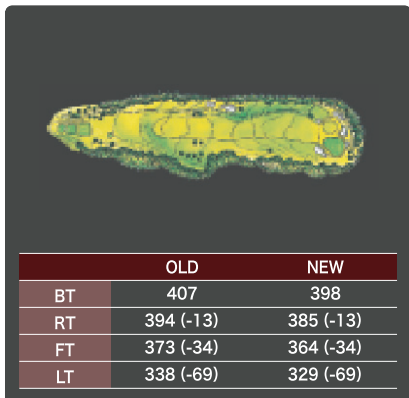 OLD NEW
BT 407 398
RT 394 (-13) 385 (-13)
FT 373 (-34) 364 (-34)
LT 338 (-69) 329 (-69)